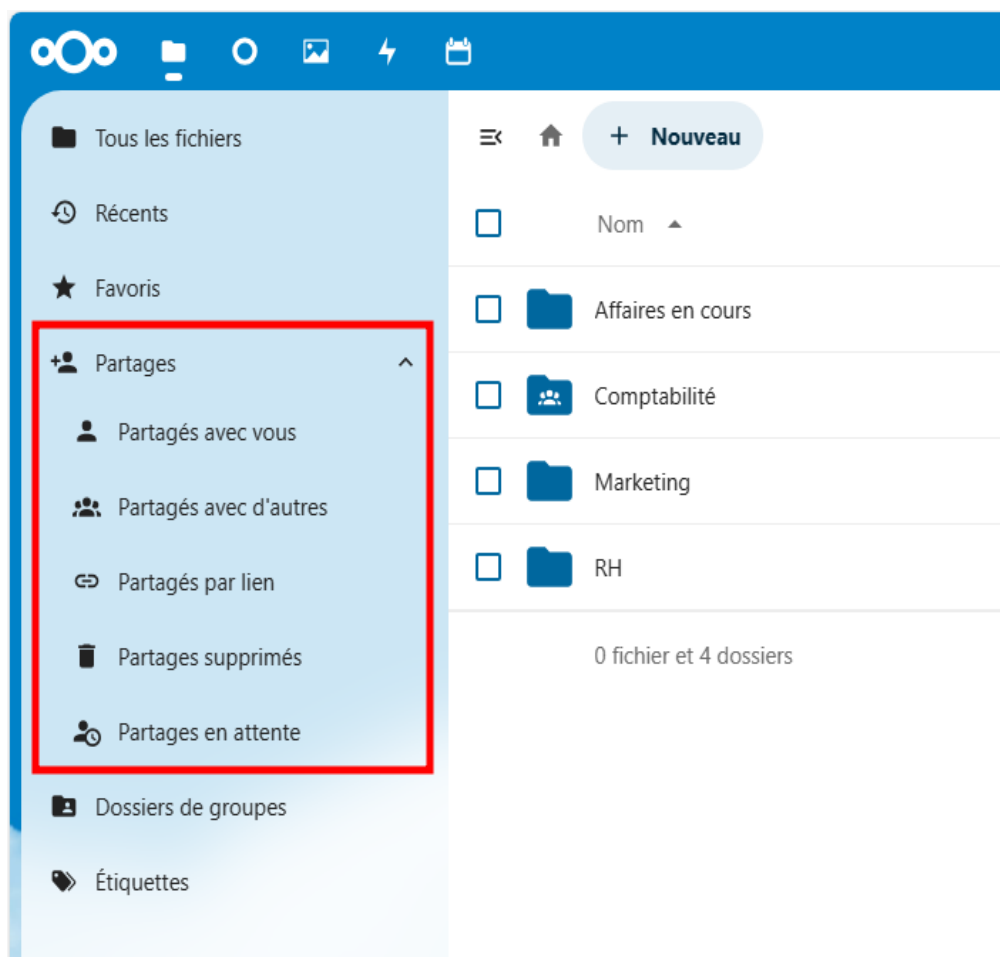 Tous les fichiers
Récents
Favoris
Partages
Partagés avec vous
Partagés avec d'autres
Partagés par lien
Partages supprimés
Partages en attente
Dossiers de groupes
Étiquettes
+ Nouveau
Nom
Affaires en cours
Comptabilité
Marketing
RH
0 fichier et 4 dossiers